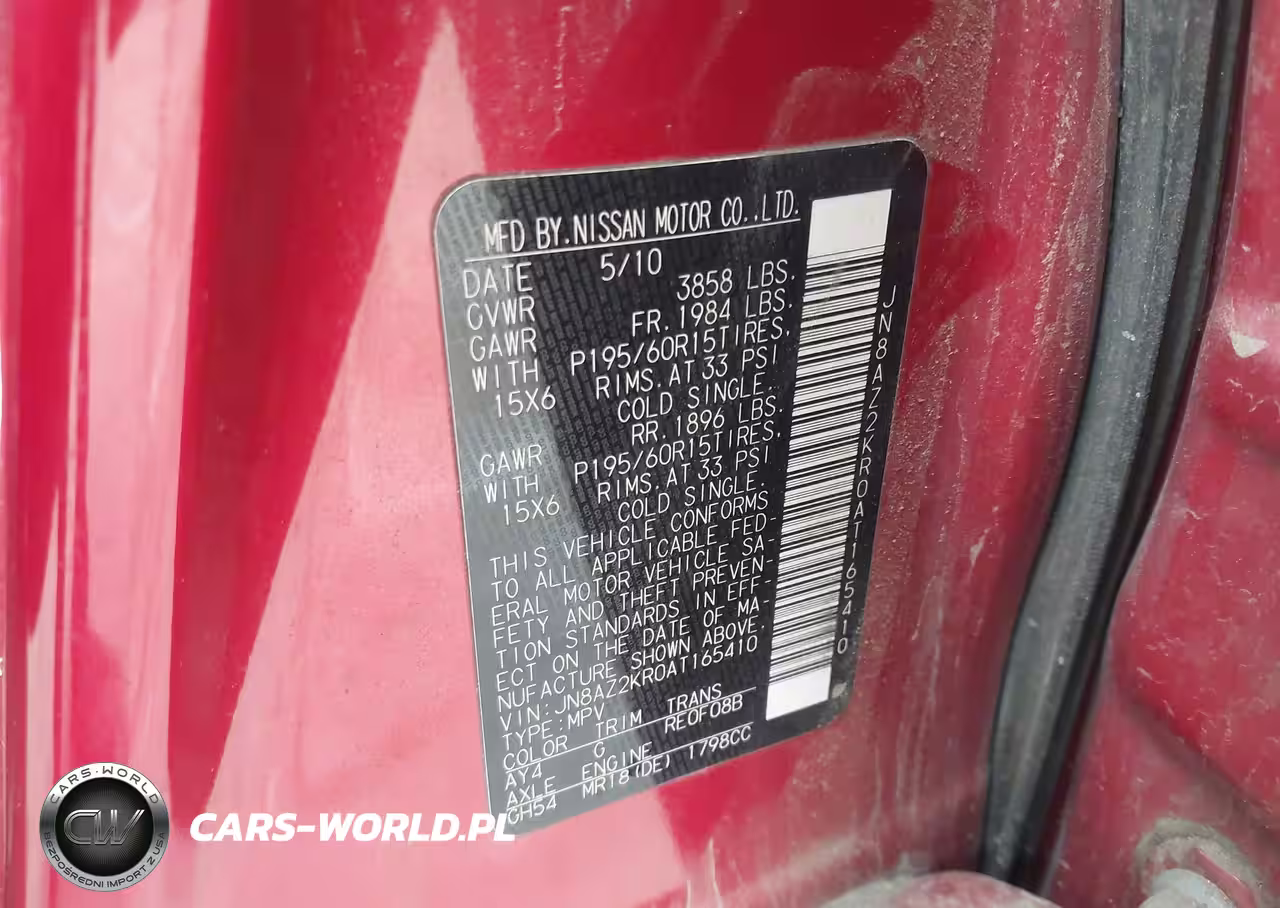 MFD BY.NISSAN MOTOR CO.,LTD.
DATE 5/10
GVWR 3858 LBS.
GAWR FR. 1984 LBS.
WITH P195/60R15TIRES,
15X6 RIMS. AT 33 PSI
COLD SINGLE.
GAWR RR. 1896 LBS.
WITH P195/60R15TIRES,
15X6 RIMS. AT 33 PSI
COLD SINGLE.
THIS VEHICLE CONFORMS
TO ALL APPLICABLE FED-
ERAL MOTOR VEHICLE SA-
FETY AND THEFT PREVEN-
TION STANDARDS IN EFF-
ECT ON THE DATE OF MA-
NUFACTURE SHOWN ABOVE.
VIN:JN8AZ2KR0AT165410
TYPE:MPV
COLOR TRIM TRANS
AY4 G RE0F08B
AXLE ENGINE
GH54 MR18(DE) 1798CC
JN8AZ2KR0AT165410
CARS-WORLD
CW
BEZPOŚREDNI IMPORT Z USA
CARS-WORLD.PL